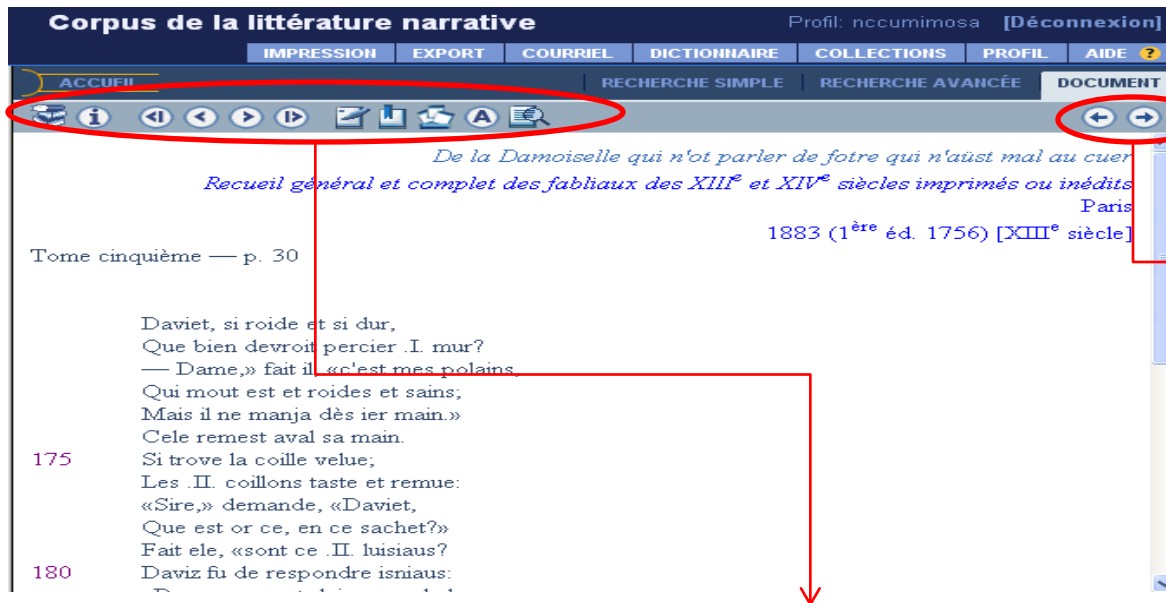 Corpus de la littérature narrative Profil: nccumimosa [Déconnexion]
IMPRESSION EXPORT COURRIEL DICTIONNAIRE COLLECTIONS PROFIL AIDE ?
ACCUEIL RECHERCHE SIMPLE RECHERCHE AVANCÉE DOCUMENT
De la Damoiselle qui n'ot parler de fotre qui n'aüst mal au cuer
Recueil général et complet des fabliaux des XIIIe et XIVe siècles imprimés ou inédits
Paris
1883 (1ère éd. 1756) [XIIIe siècle]
Tome cinquième — p. 30
Daviet, si roide et si dur,
Que bien devroit percier .I. mur?
— Dame,» fait il, «c'est mes polains,
Qui mout est et roides et sains;
Mais il ne manja dès ier main.»
Cele remest aval sa main.
175 Si trove la coille velue;
Les .II. coillons taste et remue:
«Sire,» demande, «Daviet,
Que est or ce, en ce sachet?»
Fait ele, «sont ce .II. luisiaus?
180 Daviz fu de respondre isniaus: